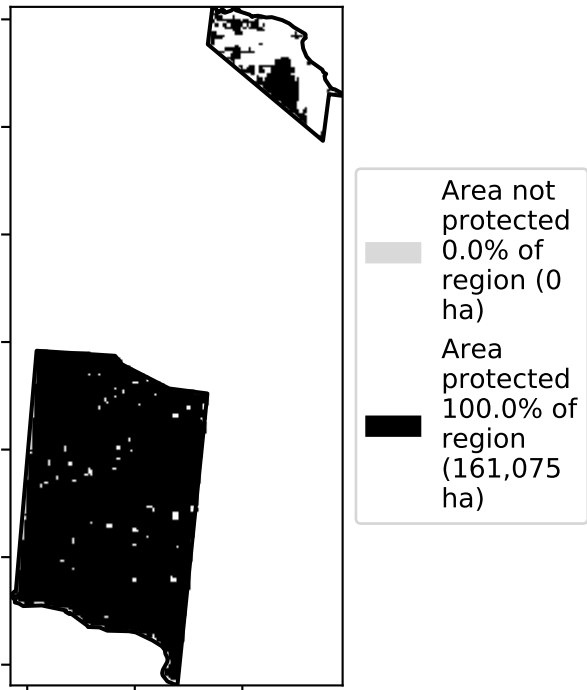 Area not
protected
0.0% of
region (0
ha)
Area
protected
100.0% of
region
(161,075
ha)